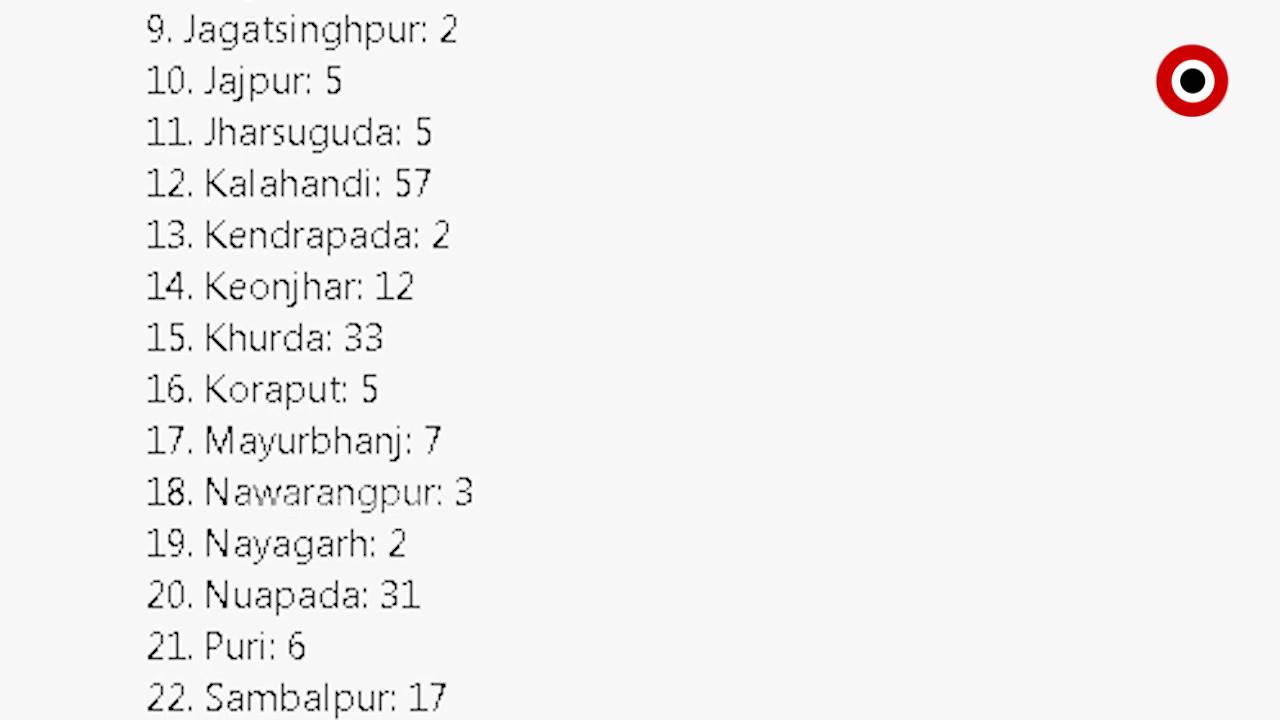 9. Jagatsinghpur: 2
10. Jajpur: 5
11. Jharsuguda: 5
12. Kalahandi: 57
13. Kendrapada: 2
14. Keonjhar: 12
15. Khurda: 33
16. Koraput: 5
17. Mayurbhanj: 7
18. Nawarangpur: 3
19. Nayagarh: 2
20. Nuapada: 31
21. Puri: 6
22. Sambalpur: 17